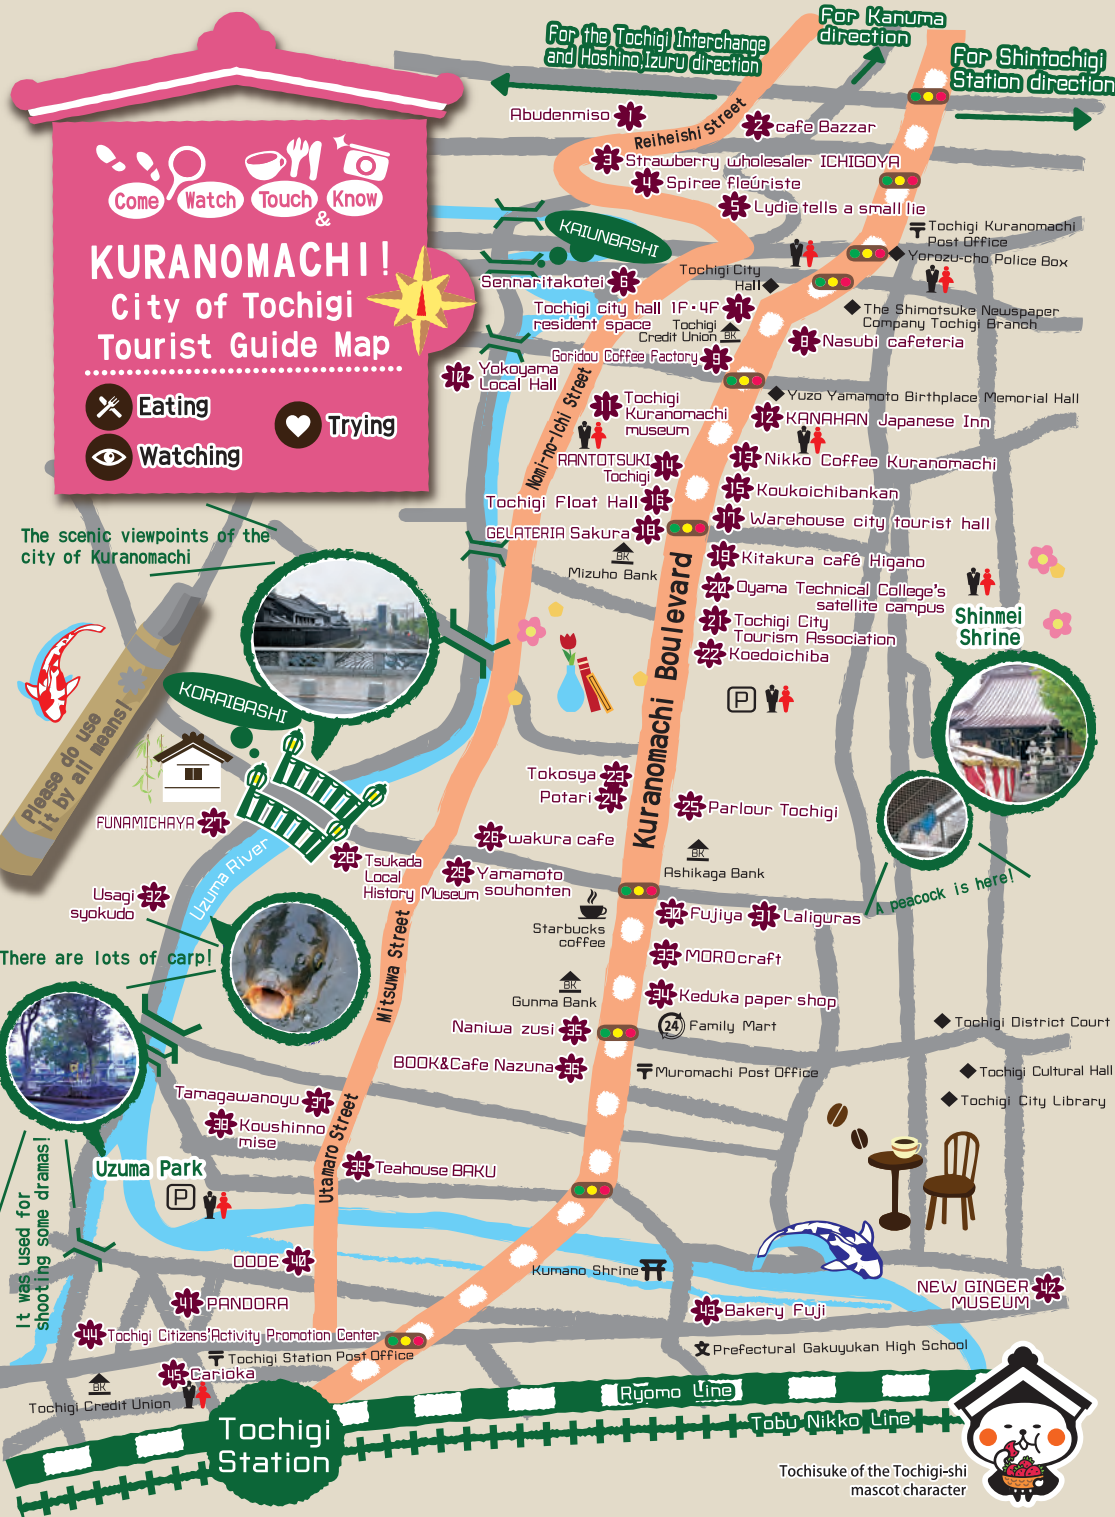 For the Tochigi Interchange
and Hoshino,Izuru direction
For Kanuma
direction
For Shintochigi
Station direction
Come
Watch
Touch
&
Know
KURANOMACHI!
City of Tochigi
Tourist Guide Map
Eating
Watching
Trying
Abudenmiso
1
Reiheishi Street
2
cafe Bazzar
3
Strawberry wholesaler ICHIGOYA
4
Spiree fleuriste
5
Lydie tells a small lie
KAIUNBASHI
Tochigi Kuranomachi
Post Office
Yorozu-cho Police Box
Sennaritakotei
6
Tochigi City
Hall
Tochigi city hall 1F・4F
resident space
7
The Shimotsuke Newspaper
Company Tochigi Branch
Tochigi
Credit Union
BK
8
Nasubi cafeteria
Goridou Coffee Factory
9
10
Yokoyama
Local Hall
Nomi-no-Ichi Street
11
Tochigi
Kuranomachi
museum
Yuzo Yamamoto Birthplace Memorial Hall
12
KANAHAN Japanese Inn
13
Nikko Coffee Kuranomachi
RANTOTSUKI
Tochigi
14
15
Koukoichibankan
Tochigi Float Hall
16
17
Warehouse city tourist hall
GELATERIA Sakura
18
BK
Mizuho Bank
19
Kitakura café Higano
20
Oyama Technical College's
satellite campus
21
Tochigi City
Tourism Association
22
Koedoichiba
The scenic viewpoints of the
city of Kuranomachi
Shinmei
Shrine
Kuranomachi Boulevard
P
KORAIBASHI
Please do use
it by all means!
Tokosya
23
Potari
24
25
Parlour Tochigi
26
wakura cafe
FUNAMICHAYA
27
28
Tsukada
Local
History Museum
29
Yamamoto
souhonten
BK
Ashikaga Bank
Uzuma River
A peacock is here!
Usagi
syokudo
32
Starbucks
coffee
30
Fujiya
31
Laliguras
There are lots of carp!
Mitsuwa Street
33
MORO craft
BK
Gunma Bank
34
Keduka paper shop
Naniwa zusi
35
24
Family Mart
Tochigi District Court
BOOK&Cafe Nazuna
36
Muromachi Post Office
Tochigi Cultural Hall
Tochigi City Library
Tamagawanoyu
37
38
Koushinno
mise
Utamaro Street
39
Teahouse BAKU
Uzuma Park
P
It was used for
shooting some dramas!
OODE
40
Kumano Shrine
43
PANDORA
43
Bakery Fuji
NEW GINGER
MUSEUM
42
44
Tochigi Citizens'Activity Promotion Center
Tochigi Station Post Office
文
Prefectural Gakuyukan High School
45
Carioka
BK
Tochigi Credit Union
Tochigi
Station
Ryomo Line
Tobu Nikko Line
Tochisuke of the Tochigi-shi
mascot character